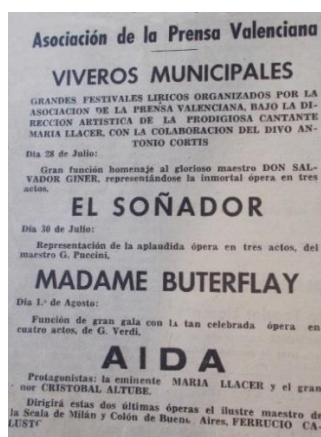 Asociación de la Prensa Valenciana
VIVEROS MUNICIPALES
GRANDES FESTIVALES LIRICOS ORGANIZADOS POR LA
ASOCIACION DE LA PRENSA VALENCIANA, BAJO LA DI-
RECCION ARTISTICA DE LA PRODIGIOSA CANTANTE
MARIA LLACER, CON LA COLABORACION DEL DIVO AN-
TONIO CORTIS
Día 28 de Julio:
Gran función homenaje al glorioso maestro DON SAL-
VADOR GINER, representándose la inmortal ópera en tres
actos.
EL SOÑADOR
Día 30 de Julio:
Representación de la aplaudida ópera en tres actos, del
maestro G. Puccini,
MADAME BUTERFLAY
Día 1.º de Agosto:
Función de gran gala con la tan celebrada ópera en
cuatro actos, de G. Verdi,
AIDA
Protagonistas: la eminente MARIA LLACER y el gran
nor CRISTOBAL ALTUBE.
Dirigirá estas dos últimas óperas el ilustre maestro de
la Scala de Milán y Colón de Buenos Aires, FERRUCIO CA-
LUSTO